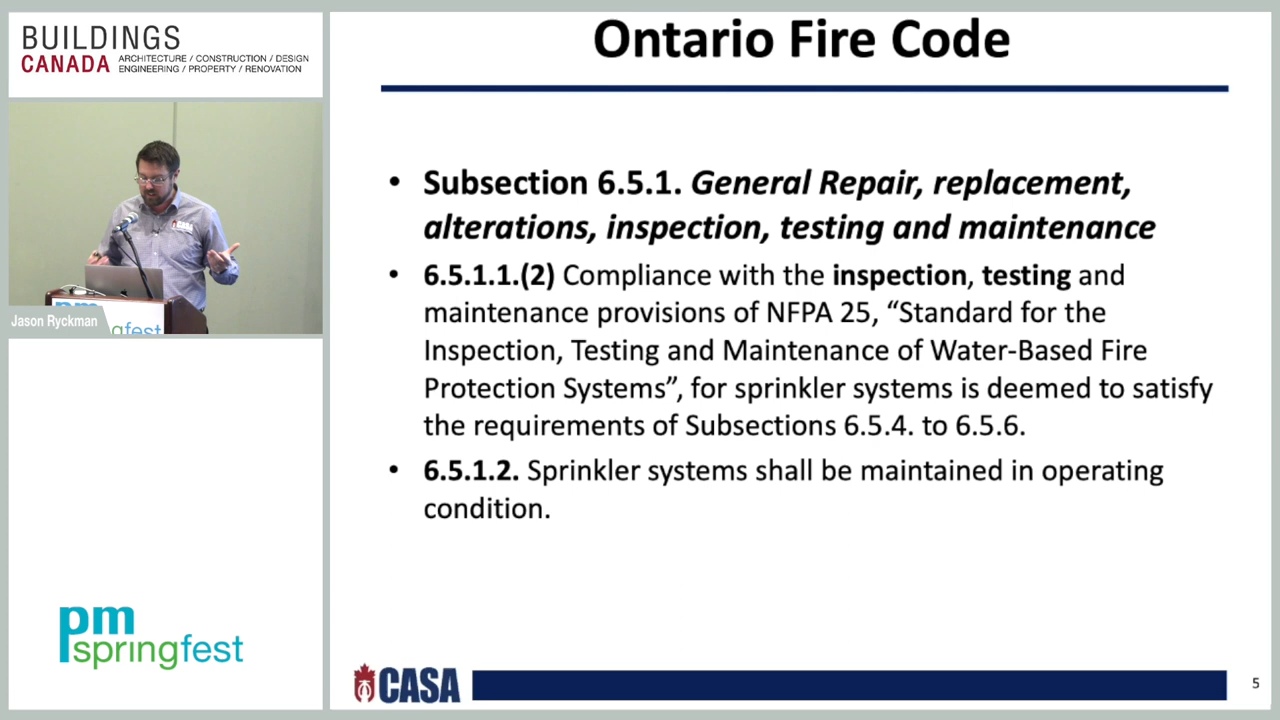 BUILDINGS
CANADA
ARCHITECTURE / CONSTRUCTION / DESIGN
ENGINEERING / PROPERTY / RENOVATION
CASA
pm
gfest
Jason Ryckman
pm
springfest
Ontario Fire Code
• Subsection 6.5.1. General Repair, replacement,
alterations, inspection, testing and maintenance
• 6.5.1.1.(2) Compliance with the inspection, testing and
maintenance provisions of NFPA 25, “Standard for the
Inspection, Testing and Maintenance of Water-Based Fire
Protection Systems”, for sprinkler systems is deemed to satisfy
the requirements of Subsections 6.5.4. to 6.5.6.
• 6.5.1.2. Sprinkler systems shall be maintained in operating
condition.
CASA
5